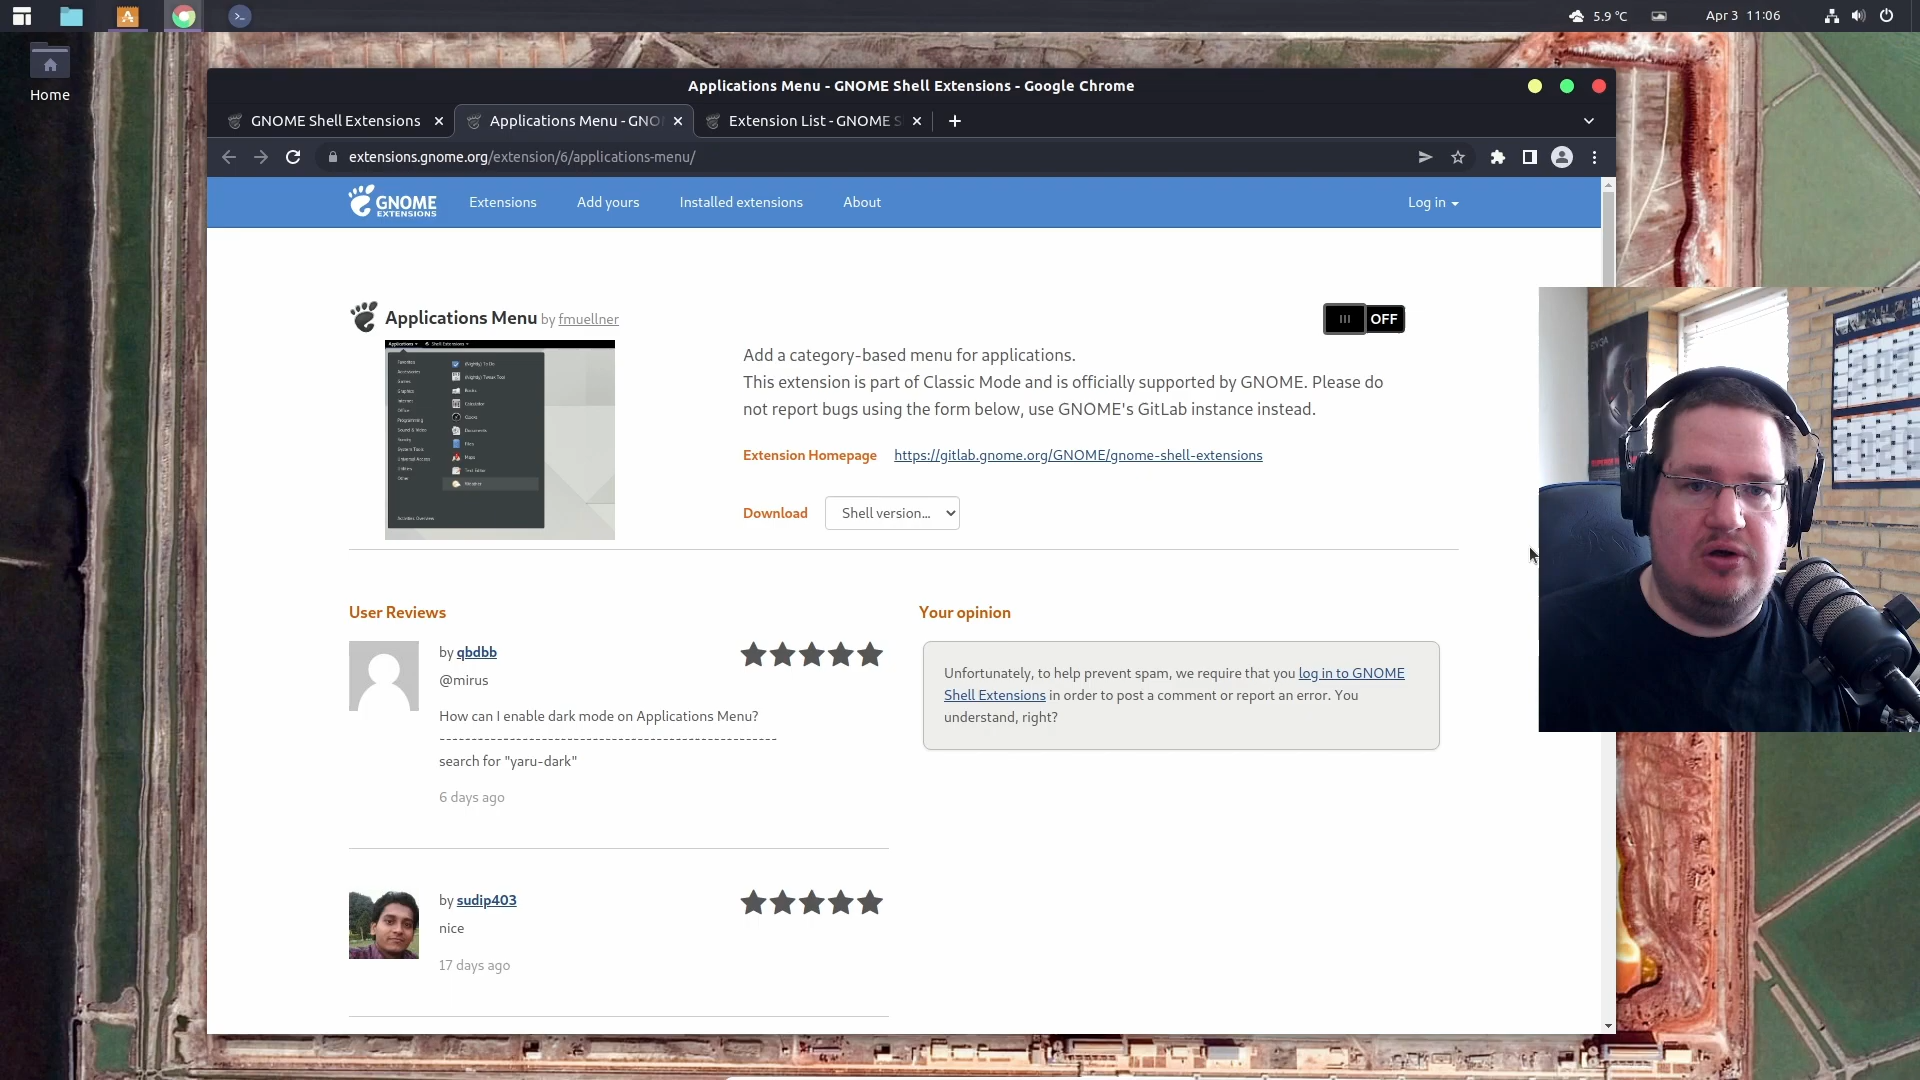 5.9 °C
Apr 3 11:06
Home
Applications Menu - GNOME Shell Extensions - Google Chrome
GNOME Shell Extensions
Applications Menu - GNO
Extension List - GNOME S
extensions.gnome.org/extension/6/applications-menu/
GNOME
EXTENSIONS
Extensions
Add yours
Installed extensions
About
Log in
Applications Menu by fmuellner
OFF
Add a category-based menu for applications.
This extension is part of Classic Mode and is officially supported by GNOME. Please do
not report bugs using the form below, use GNOME's GitLab instance instead.
Extension Homepage https://gitlab.gnome.org/GNOME/gnome-shell-extensions
Download Shell version...
User Reviews
by qbdbb
@mirus
How can I enable dark mode on Applications Menu?
-----------------------------------------------------
search for "yaru-dark"
6 days ago
by sudip403
nice
17 days ago
Your opinion
Unfortunately, to help prevent spam, we require that you log in to GNOME
Shell Extensions in order to post a comment or report an error. You
understand, right?